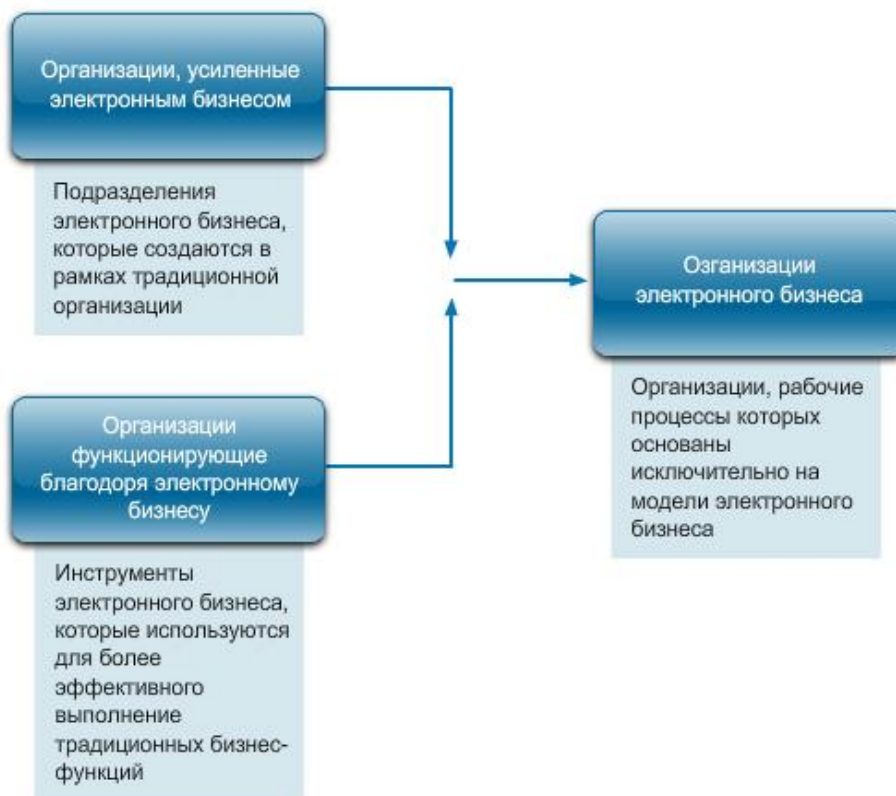 Организации, усиленные
электронным бизнесом
Подразделения
электронного бизнеса,
которые создаются в
рамках традиционной
организации
Организации
функционирующие
благодоря электронному
бизнесу
Инструменты
электронного бизнеса,
которые используются
для более
эффективного
выполнение
традиционных бизнес-
функций
Озганизации
электронного бизнеса
Организации, рабочие
процессы которых
основаны
исключительно на
модели электронного
бизнеса